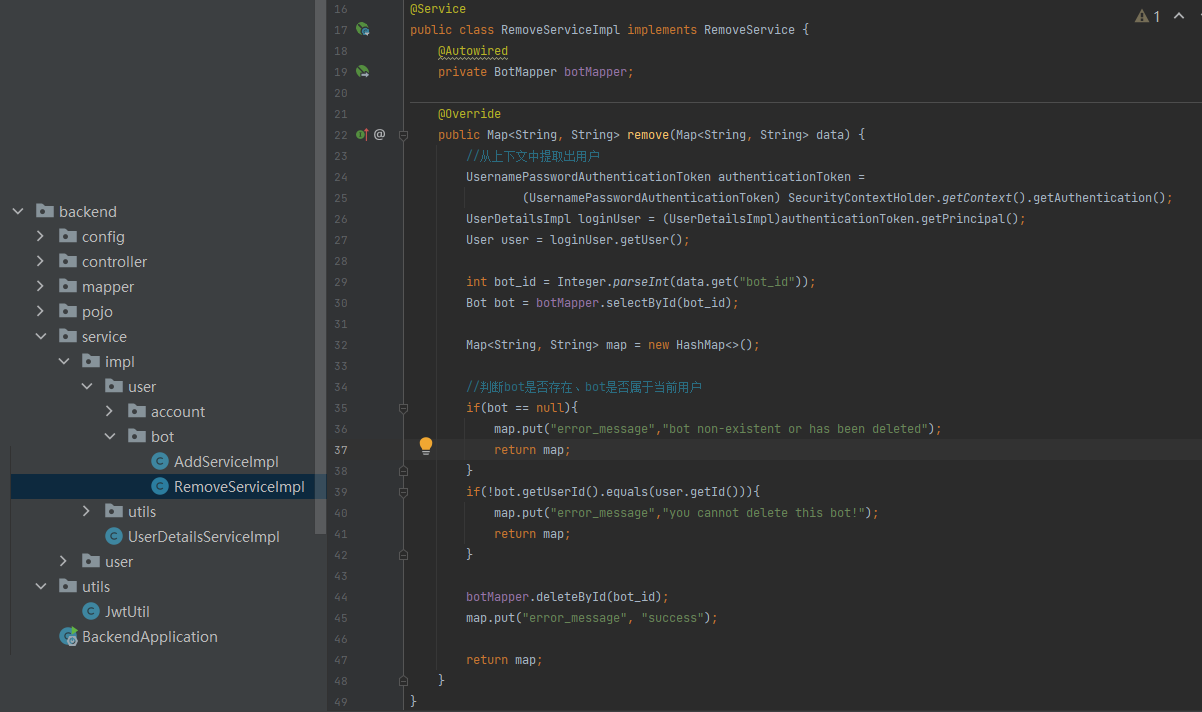 backend
config
controller
mapper
pojo
service
impl
user
account
bot
AddServiceImpl
RemoveServiceImpl
utils
UserDetailsServiceImpl
user
utils
JwtUtil
BackendApplication
1
16 @Service
17 public class RemoveServiceImpl implements RemoveService {
18 @Autowired
19 private BotMapper botMapper;
20
21 @Override
22 @ public Map<String, String> remove(Map<String, String> data) {
23 //从上下文中提取出用户
24 UsernamePasswordAuthenticationToken authenticationToken =
25 (UsernamePasswordAuthenticationToken) SecurityContextHolder.getContext().getAuthentication();
26 UserDetailsImpl loginUser = (UserDetailsImpl)authenticationToken.getPrincipal();
27 User user = loginUser.getUser();
28
29 int bot_id = Integer.parseInt(data.get("bot_id"));
30 Bot bot = botMapper.selectById(bot_id);
31
32 Map<String, String> map = new HashMap<>();
33
34 //判断bot是否存在、bot是否属于当前用户
35 if(bot == null){
36 map.put("error_message","bot non-existent or has been deleted");
37 return map;
38 }
39 if(!bot.getUserId().equals(user.getId())){
40 map.put("error_message","you cannot delete this bot!");
41 return map;
42 }
43
44 botMapper.deleteById(bot_id);
45 map.put("error_message", "success");
46
47 return map;
48 }
49 }